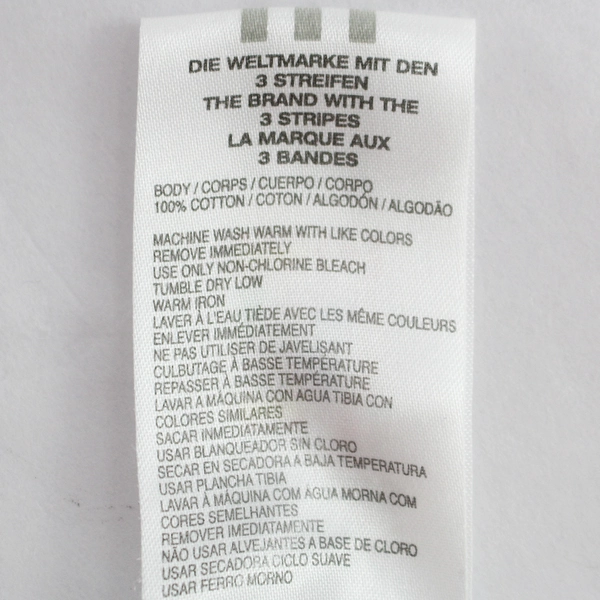 DIE WELTMARKE MIT DEN
3 STREIFEN
THE BRAND WITH THE
3 STRIPES
LA MARQUE AUX
3 BANDES
BODY / CORPS / CUERPO / CORPO
100% COTTON / COTON / ALGODÓN / ALGODÃO
MACHINE WASH WARM WITH LIKE COLORS
REMOVE IMMEDIATELY
USE ONLY NON-CHLORINE BLEACH
TUMBLE DRY LOW
WARM IRON
LAVER À L'EAU TIÈDE AVEC LES MÊME COULEURS
ENLEVER IMMÉDIATEMENT
NE PAS UTILISER DE JAVELISANT
CULBUTAGE À BASSE TEMPÉRATURE
REPASSER À BASSE TEMPÉRATURE
LAVAR A MÁQUINA CON AGUA TIBIA CON
COLORES SIMILARES
SACAR INMEDIATAMENTE
USAR BLANQUEADOR SIN CLORO
SECAR EN SECADORA A BAJA TEMPERATURA
USAR PLANCHA TIBIA
LAVAR À MÁQUINA COM ÁGUA MORNA COM
CORES SEMELHANTES
REMOVER IMEDIATAMENTE
NÃO USAR ALVEJANTES A BASE DE CLORO
USAR SECADORA CICLO SUAVE
USAR FERRO MORNO